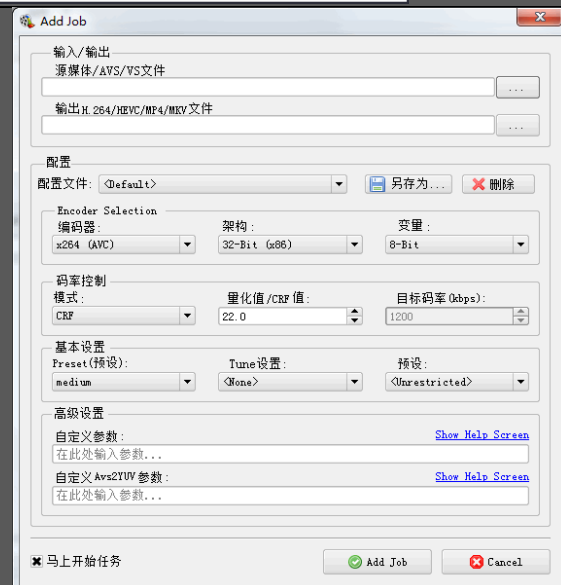 Add Job
输入/输出
源媒体/AVS/VS文件
...
输出H.264/HEVC/MP4/MKV文件
...
配置
配置文件: <Default> 另存为... 删除
Encoder Selection
编码器: 架构: 变量:
x264 (AVC) 32-Bit (x86) 8-Bit
码率控制
模式: 量化值/CRF值: 目标码率(kbps):
CRF 22.0 1200
基本设置
Preset(预设): Tune设置: 预设:
medium <None> <Unrestricted>
高级设置
自定义参数: Show Help Screen
在此处输入参数...
自定义Avs2YUV参数: Show Help Screen
在此处输入参数...
马上开始任务 Add Job Cancel